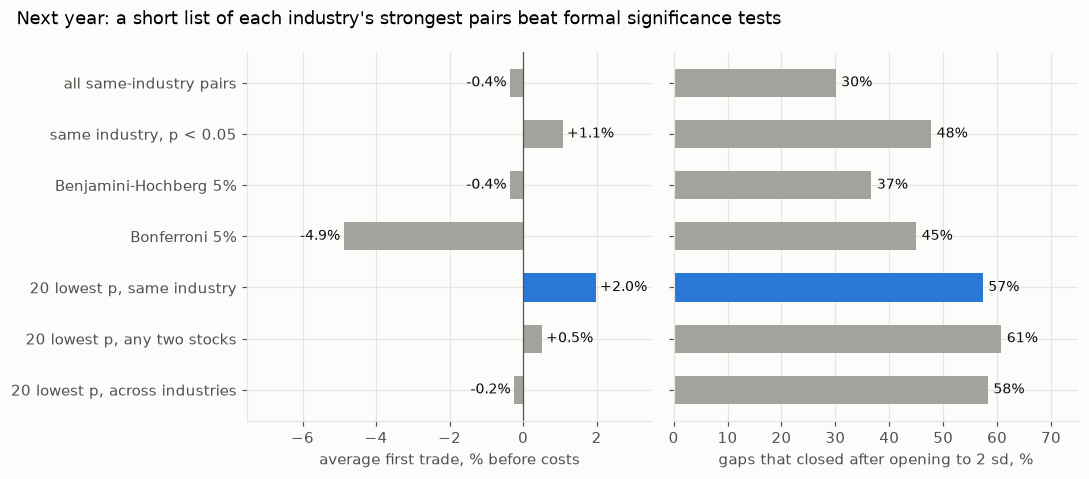 Next year: a short list of each industry's strongest pairs beat formal significance tests
all same-industry pairs
-0.4%
30%
same industry, p < 0.05
+1.1%
48%
Benjamini-Hochberg 5%
-0.4%
37%
Bonferroni 5%
-4.9%
45%
20 lowest p, same industry
+2.0%
57%
20 lowest p, any two stocks
+0.5%
61%
20 lowest p, across industries
-0.2%
58%
−6 −4 −2 0 2
0 10 20 30 40 50 60 70
average first trade, % before costs
gaps that closed after opening to 2 sd, %